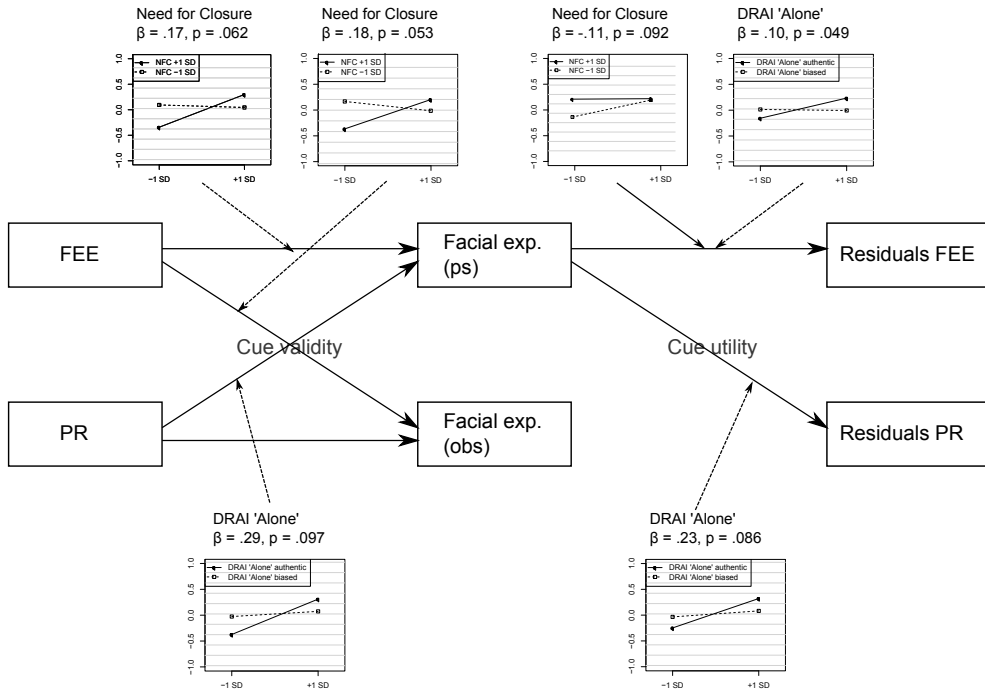 Need for Closure
β = .17, p = .062
NFC +1 SD
NFC −1 SD
1.0
0.5
0.0
−0.5
−1.0
−1 SD
+1 SD
Need for Closure
β = .18, p = .053
NFC +1 SD
NFC −1 SD
1.0
0.5
0.0
−0.5
−1.0
−1 SD
+1 SD
Need for Closure
β = -.11, p = .092
NFC +1 SD
NFC −1 SD
1.0
0.5
0.0
−0.5
−1.0
−1 SD
+1 SD
DRAI 'Alone'
β = .10, p = .049
DRAI 'Alone' authentic
DRAI 'Alone' biased
1.0
0.5
0.0
−0.5
−1.0
−1 SD
+1 SD
FEE
Facial exp.
(ps)
Residuals FEE
Cue validity
Cue utility
PR
Facial exp.
(obs)
Residuals PR
DRAI 'Alone'
β = .29, p = .097
DRAI 'Alone' authentic
DRAI 'Alone' biased
1.0
0.5
0.0
−0.5
−1.0
−1 SD
+1 SD
DRAI 'Alone'
β = .23, p = .086
DRAI 'Alone' authentic
DRAI 'Alone' biased
1.0
0.5
0.0
−0.5
−1.0
−1 SD
+1 SD